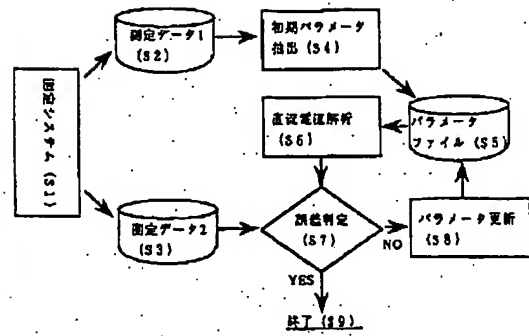 測定システム (S1)
測定データ1
(S2)
初期パラメータ
抽出 (S4)
直流電流解析
(S6)
パラメータ
ファイル (S5)
測定データ2
(S3)
誤差判定
(S7)
NO
パラメータ更新
(S8)
YES
終了 (S9)